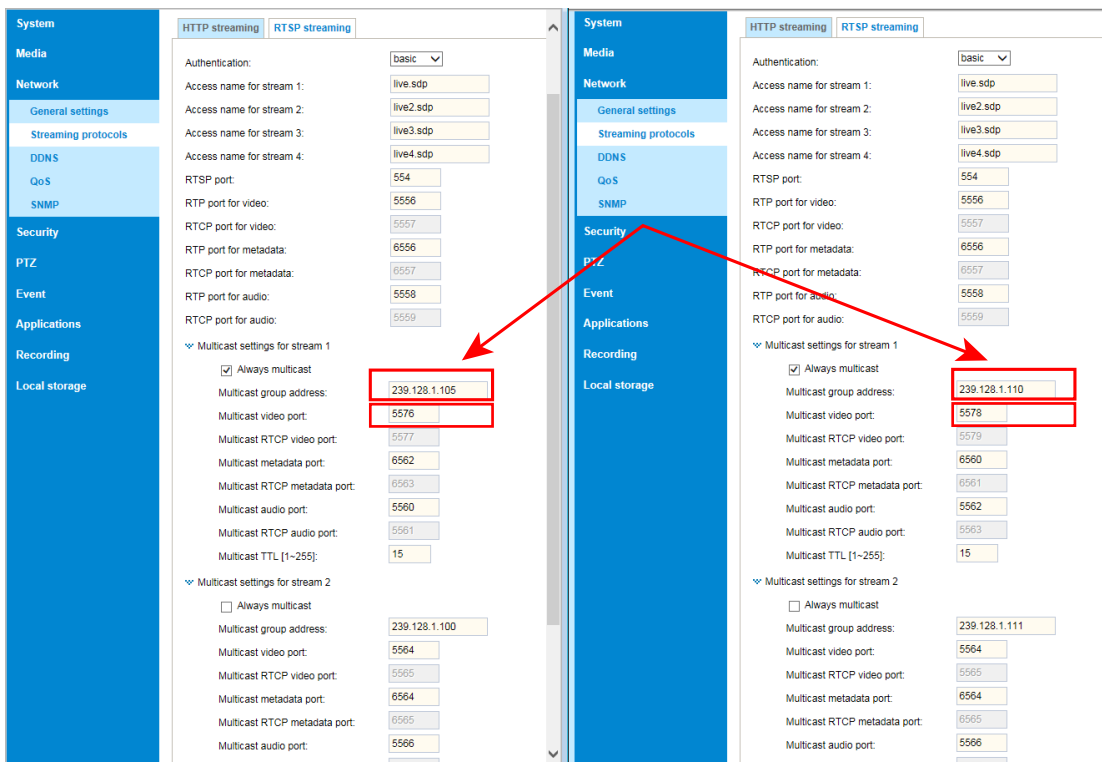 System
Media
Network
General settings
Streaming protocols
DDNS
QoS
SNMP
Security
PTZ
Event
Applications
Recording
Local storage
HTTP streaming RTSP streaming
Authentication: basic
Access name for stream 1: live.sdp
Access name for stream 2: live2.sdp
Access name for stream 3: live3.sdp
Access name for stream 4: live4.sdp
RTSP port: 554
RTP port for video: 5556
RTCP port for video: 5557
RTP port for metadata: 6556
RTCP port for metadata: 6557
RTP port for audio: 5558
RTCP port for audio: 5559
Multicast settings for stream 1
Always multicast
Multicast group address: 239.128.1.105
Multicast video port: 5576
Multicast RTCP video port: 5577
Multicast metadata port: 6562
Multicast RTCP metadata port: 6563
Multicast audio port: 5560
Multicast RTCP audio port: 5561
Multicast TTL [1~255]: 15
Multicast settings for stream 2
Always multicast
Multicast group address: 239.128.1.100
Multicast video port: 5564
Multicast RTCP video port: 5565
Multicast metadata port: 6564
Multicast RTCP metadata port: 6565
Multicast audio port: 5566
System
Media
Network
General settings
Streaming protocols
DDNS
QoS
SNMP
Security
PTZ
Event
Applications
Recording
Local storage
HTTP streaming RTSP streaming
Authentication: basic
Access name for stream 1: live.sdp
Access name for stream 2: live2.sdp
Access name for stream 3: live3.sdp
Access name for stream 4: live4.sdp
RTSP port: 554
RTP port for video: 5556
RTCP port for video: 5557
RTP port for metadata: 6556
RTCP port for metadata: 6557
RTP port for audio: 5558
RTCP port for audio: 5559
Multicast settings for stream 1
Always multicast
Multicast group address: 239.128.1.110
Multicast video port: 5578
Multicast RTCP video port: 5579
Multicast metadata port: 6560
Multicast RTCP metadata port: 6561
Multicast audio port: 5562
Multicast RTCP audio port: 5563
Multicast TTL [1~255]: 15
Multicast settings for stream 2
Always multicast
Multicast group address: 239.128.1.111
Multicast video port: 5564
Multicast RTCP video port: 5565
Multicast metadata port: 6564
Multicast RTCP metadata port: 6565
Multicast audio port: 5566